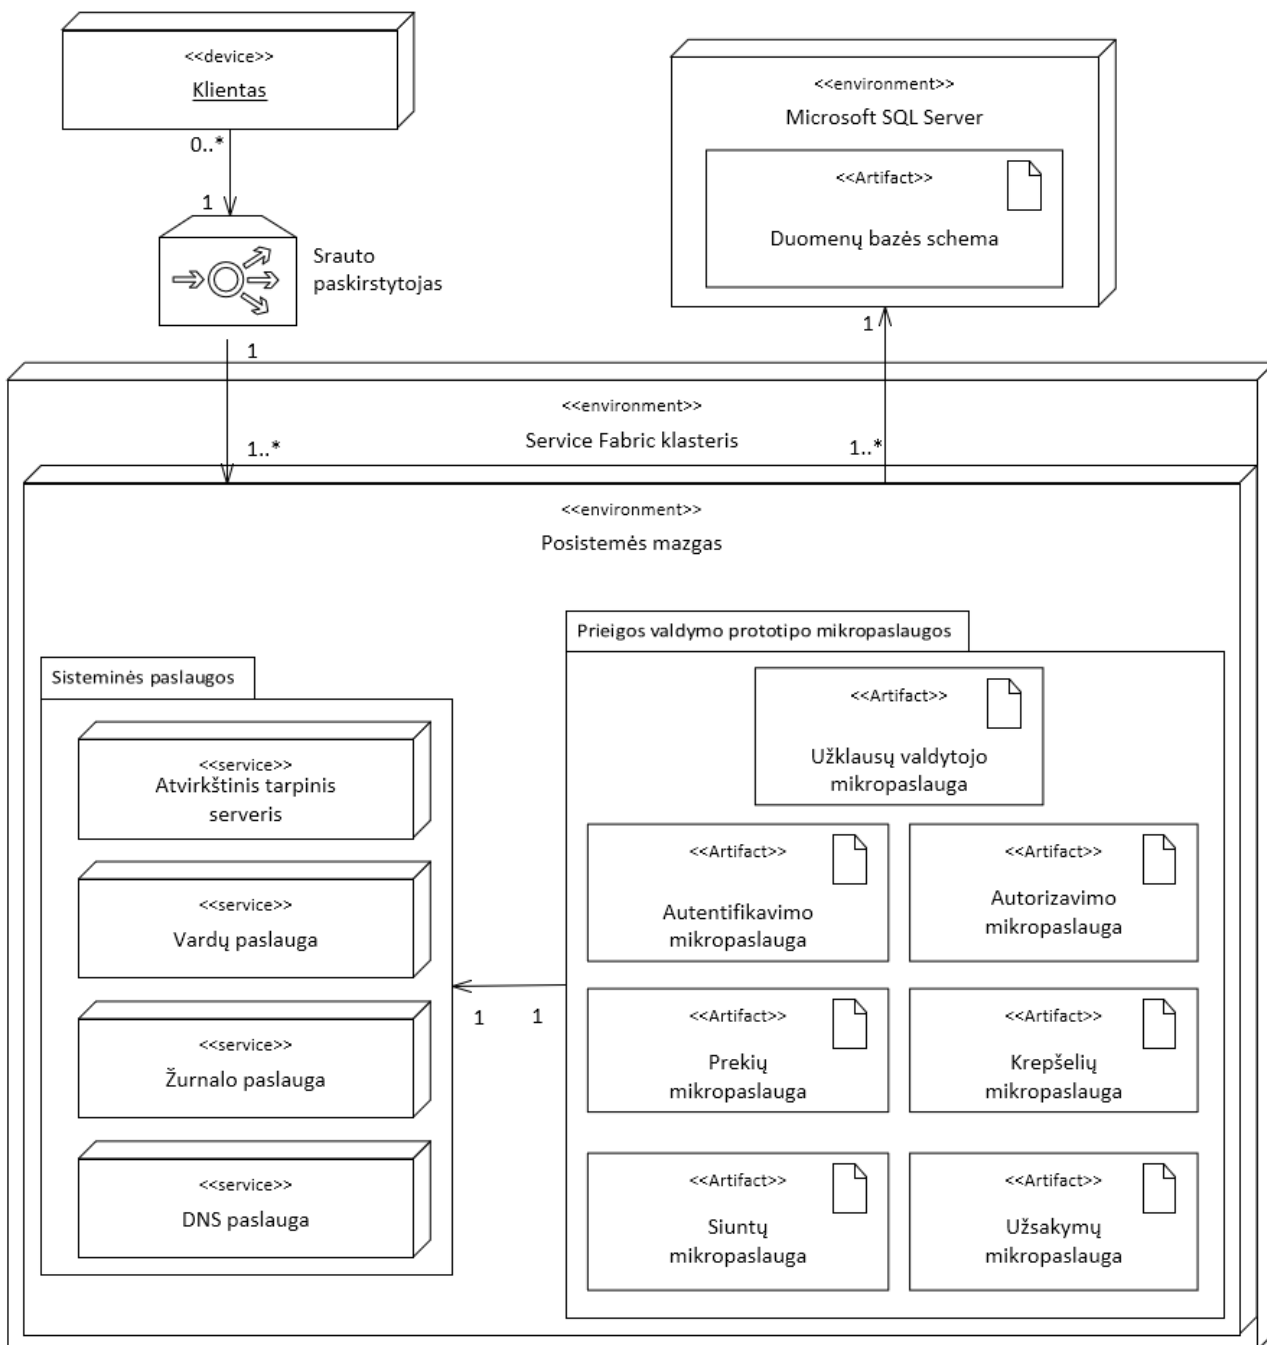 <<device>>
Klientas
0..*
1
Srauto
paskirstytojas
<<environment>>
Microsoft SQL Server
<<Artifact>>
Duomenų bazės schema
1
1
<<environment>>
Service Fabric klasteris
1..*
1..*
<<environment>>
Posistemės mazgas
Sisteminės paslaugos
<<service>>
Atvirkštinis tarpinis
serveris
<<service>>
Vardų paslauga
<<service>>
Žurnalo paslauga
<<service>>
DNS paslauga
1
1
Prieigos valdymo prototipo mikropaslaugos
<<Artifact>>
Užklausų valdytojo
mikropaslauga
<<Artifact>>
Autentifikavimo
mikropaslauga
<<Artifact>>
Autorizavimo
mikropaslauga
<<Artifact>>
Prekių
mikropaslauga
<<Artifact>>
Krepšelių
mikropaslauga
<<Artifact>>
Siuntų
mikropaslauga
<<Artifact>>
Užsakymų
mikropaslauga